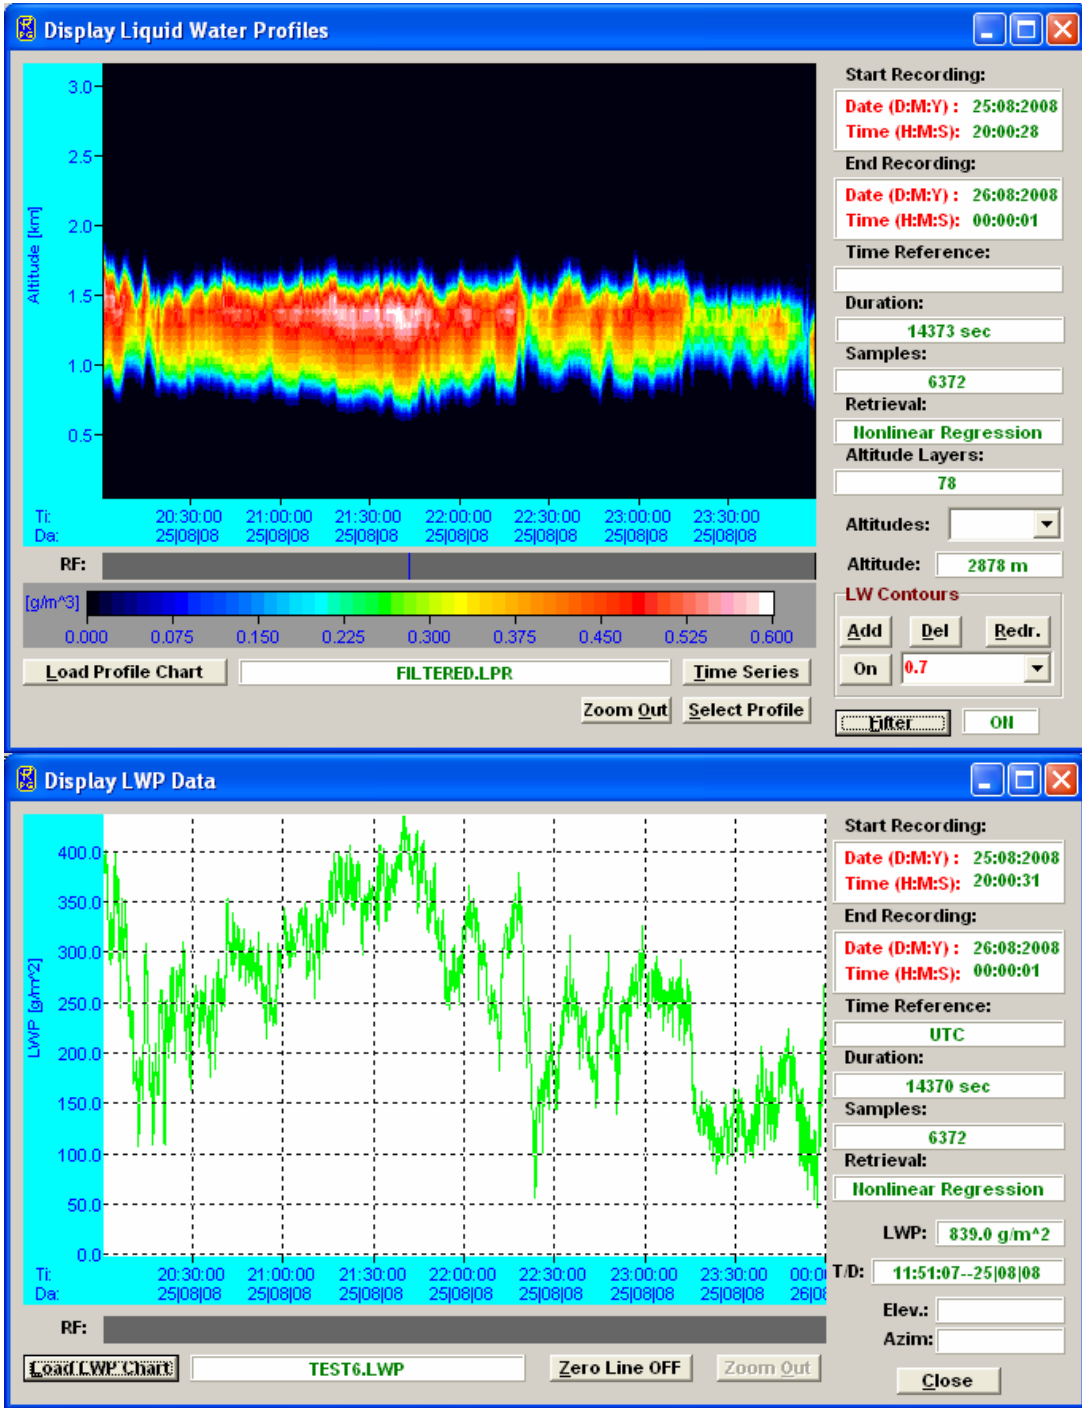 Display Liquid Water Profiles
Start Recording:
Date (D:M:Y) : 25:08:2008
Time (H:M:S): 20:00:28
End Recording:
Date (D:M:Y) : 26:08:2008
Time (H:M:S): 00:00:01
Time Reference:
Duration:
14373 sec
Samples:
6372
Retrieval:
Nonlinear Regression
Altitude Layers:
78
Altitudes:
Altitude: 2878 m
LW Contours
Add Del Redr.
On 0.7
Filter ON
Altitude [km]
3.0
2.5
2.0
1.5
1.0
0.5
Ti: 20:30:00 21:00:00 21:30:00 22:00:00 22:30:00 23:00:00 23:30:00
Da: 25|08|08 25|08|08 25|08|08 25|08|08 25|08|08 25|08|08 25|08|08
RF:
[g/m^3]
0.000 0.075 0.150 0.225 0.300 0.375 0.450 0.525 0.600
Load Profile Chart FILTERED.LPR Time Series
Zoom Out Select Profile
Display LWP Data
Start Recording:
Date (D:M:Y) : 25:08:2008
Time (H:M:S): 20:00:31
End Recording:
Date (D:M:Y) : 26:08:2008
Time (H:M:S): 00:00:01
Time Reference:
UTC
Duration:
14370 sec
Samples:
6372
Retrieval:
Nonlinear Regression
LWP: 839.0 g/m^2
T/D: 11:51:07--25|08|08
Elev.:
Azim:
Close
LWP [g/m^2]
400.0
350.0
300.0
250.0
200.0
150.0
100.0
50.0
0.0
Ti: 20:30:00 21:00:00 21:30:00 22:00:00 22:30:00 23:00:00 23:30:00 00:0
Da: 25|08|08 25|08|08 25|08|08 25|08|08 25|08|08 25|08|08 25|08|08 26|0
RF:
Load LWP Chart TEST6.LWP Zero Line OFF Zoom Out